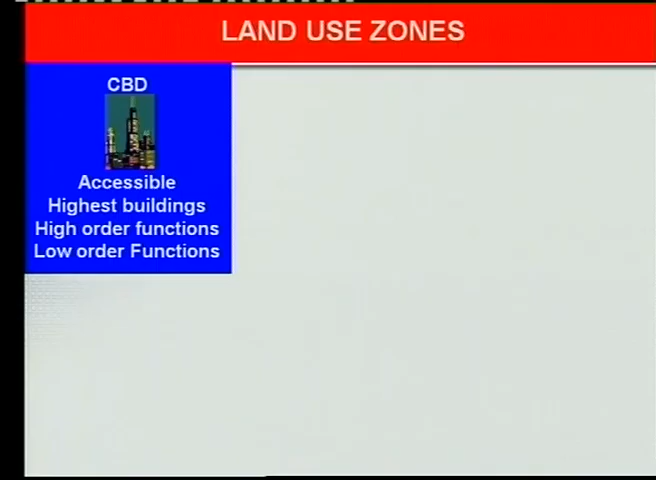 LAND USE ZONES
CBD
Accessible
Highest buildings
High order functions
Low order Functions